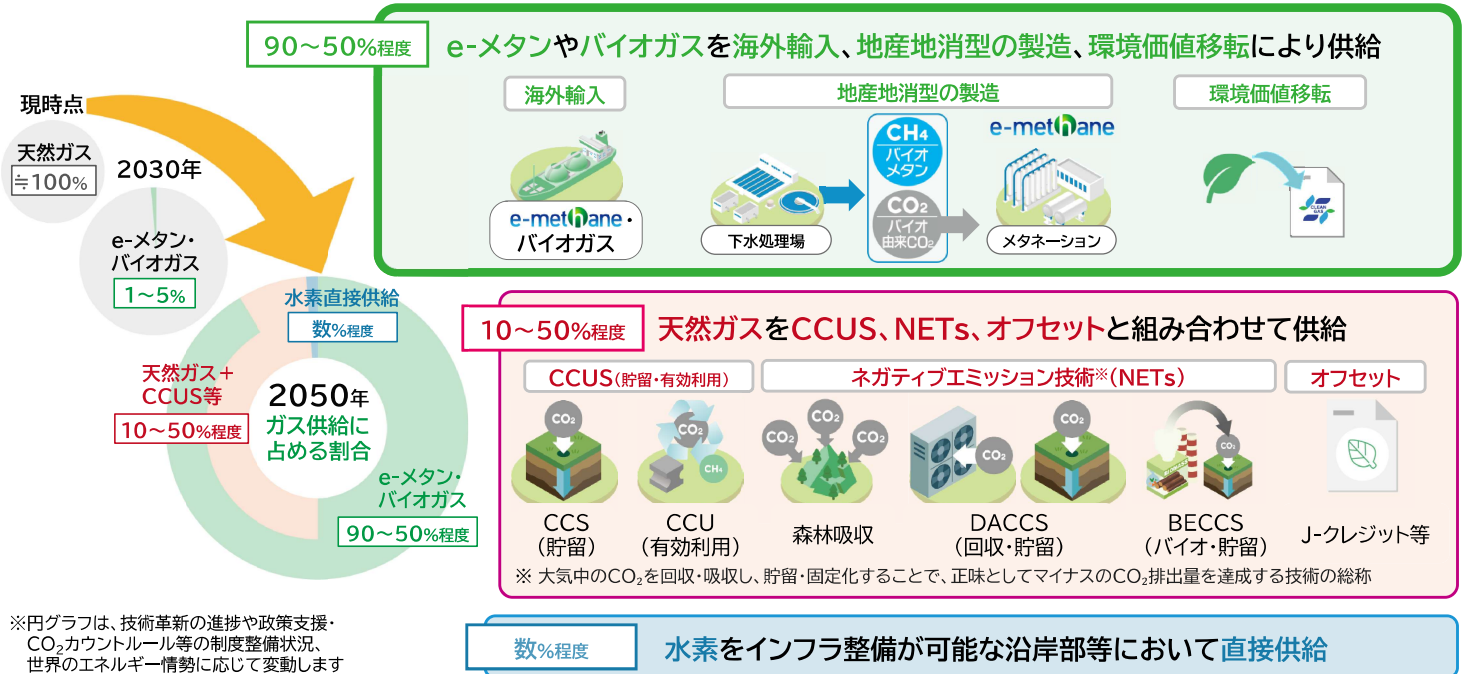 90～50%程度
e-メタンやバイオガスを海外輸入、地産地消型の製造、環境価値移転により供給
海外輸入
地産地消型の製造
環境価値移転
e-methane・
バイオガス
下水処理場
CH₄
バイオ
メタン
CO₂
バイオ
由来CO₂
e-methane
メタネーション
CLEAN
GAS
現時点
天然ガス
≒100%
2030年
e-メタン・
バイオガス
1～5%
水素直接供給
数%程度
天然ガス＋
CCUS等
10～50%程度
2050年
ガス供給に
占める割合
e-メタン・
バイオガス
90～50%程度
10～50%程度
天然ガスをCCUS、NETs、オフセットと組み合わせて供給
CCUS（貯留・有効利用）
ネガティブエミッション技術※（NETs）
オフセット
CO₂
CO₂
CH₄
CO₂
CO₂
CO₂
CO₂
CO₂
CO₂
CCS
（貯留）
CCU
（有効利用）
森林吸収
DACCS
（回収・貯留）
BECCS
（バイオ・貯留）
J-クレジット等
※ 大気中のCO₂を回収・吸収し、貯留・固定化することで、正味としてマイナスのCO₂排出量を達成する技術の総称
※円グラフは、技術革新の進捗や政策支援・
CO₂カウントルール等の制度整備状況、
世界のエネルギー情勢に応じて変動します
数%程度
水素をインフラ整備が可能な沿岸部等において直接供給